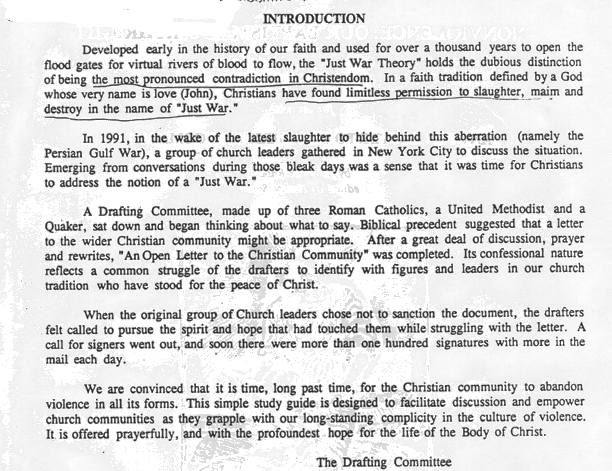 INTRODUCTION
Developed early in the history of our faith and used for over a thousand years to open the
flood gates for virtual rivers of blood to flow, the "Just War Theory" holds the dubious distinction
of being the most pronounced contradiction in Christendom. In a faith tradition defined by a God
whose very name is love (John), Christians have found limitless permission to slaughter, maim and
destroy in the name of "Just War."
In 1991, in the wake of the latest slaughter to hide behind this aberration (namely the
Persian Gulf War), a group of church leaders gathered in New York City to discuss the situation.
Emerging from conversations during those bleak days was a sense that it was time for Christians
to address the notion of a "Just War."
A Drafting Committee, made up of three Roman Catholics, a United Methodist and a
Quaker, sat down and began thinking about what to say. Biblical precedent suggested that a letter
to the wider Christian community might be appropriate. After a great deal of discussion, prayer
and rewrites, "An Open Letter to the Christian Community" was completed. Its confessional nature
reflects a common struggle of the drafters to identify with figures and leaders in our church
tradition who have stood for the peace of Christ.
When the original group of Church leaders chose not to sanction the document, the drafters
felt called to pursue the spirit and hope that had touched them while struggling with the letter. A
call for signers went out, and soon there were more than one hundred signatures with more in the
mail each day.
We are convinced that it is time, long past time, for the Christian community to abandon
violence in all its forms. This simple study guide is designed to facilitate discussion and empower
church communities as they grapple with our long-standing complicity in the culture of violence.
It is offered prayerfully, and with the profoundest hope for the life of the Body of Christ.
The Drafting Committee